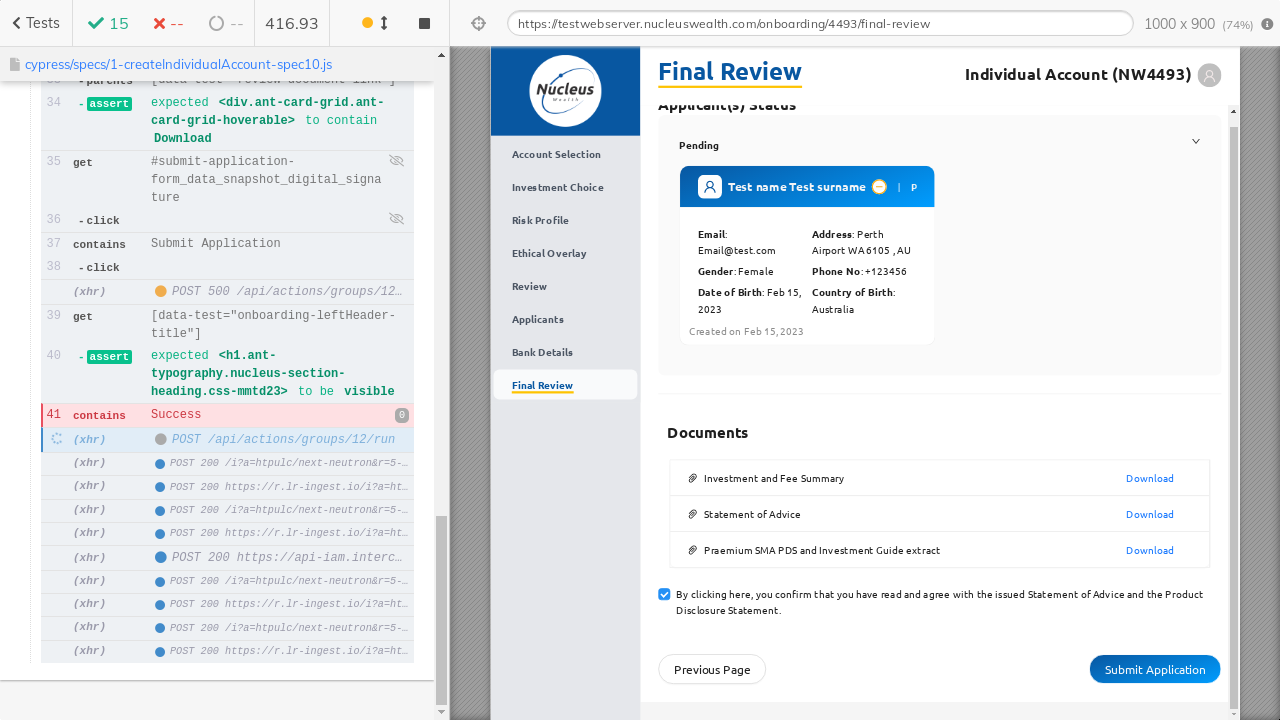 Tests
15
--
--
416.93
https://testwebserver.nucleuswealth.com/onboarding/4493/final-review
1000 x 900 (74%)
cypress/specs/1-createIndividualAccount-spec10.js
34 -assert expected <div.ant-card-grid.ant-
card-grid-hoverable> to contain
Download
35 get #submit-application-
form_data_snapshot_digital_signa
ture
36 -click
37 contains Submit Application
38 -click
(xhr) POST 500 /api/actions/groups/12…
39 get [data-test="onboarding-leftHeader-
title"]
40 -assert expected <h1.ant-
typography.nucleus-section-
heading.css-mmtd23> to be visible
41 contains Success 0
(xhr) POST /api/actions/groups/12/run
(xhr) POST 200 /i?a=htpulc/next-neutron&r=5-…
(xhr) POST 200 https://r.lr-ingest.io/i?a=ht…
(xhr) POST 200 /i?a=htpulc/next-neutron&r=5-…
(xhr) POST 200 https://r.lr-ingest.io/i?a=ht…
(xhr) POST 200 https://api-iam.interc…
(xhr) POST 200 /i?a=htpulc/next-neutron&r=5-…
(xhr) POST 200 https://r.lr-ingest.io/i?a=ht…
(xhr) POST 200 /i?a=htpulc/next-neutron&r=5-…
(xhr) POST 200 https://r.lr-ingest.io/i?a=ht…
Nucleus
Wealth
Account Selection
Investment Choice
Risk Profile
Ethical Overlay
Review
Applicants
Bank Details
Final Review
Final Review
Individual Account (NW4493)
Applicant(s) Status
Pending
Test name Test surname | P
Email:
Email@test.com
Gender: Female
Date of Birth: Feb 15,
2023
Address: Perth
Airport WA 6105 , AU
Phone No: +123456
Country of Birth:
Australia
Created on Feb 15, 2023
Documents
Investment and Fee Summary Download
Statement of Advice Download
Praemium SMA PDS and Investment Guide extract Download
By clicking here, you confirm that you have read and agree with the issued Statement of Advice and the Product
Disclosure Statement.
Previous Page
Submit Application